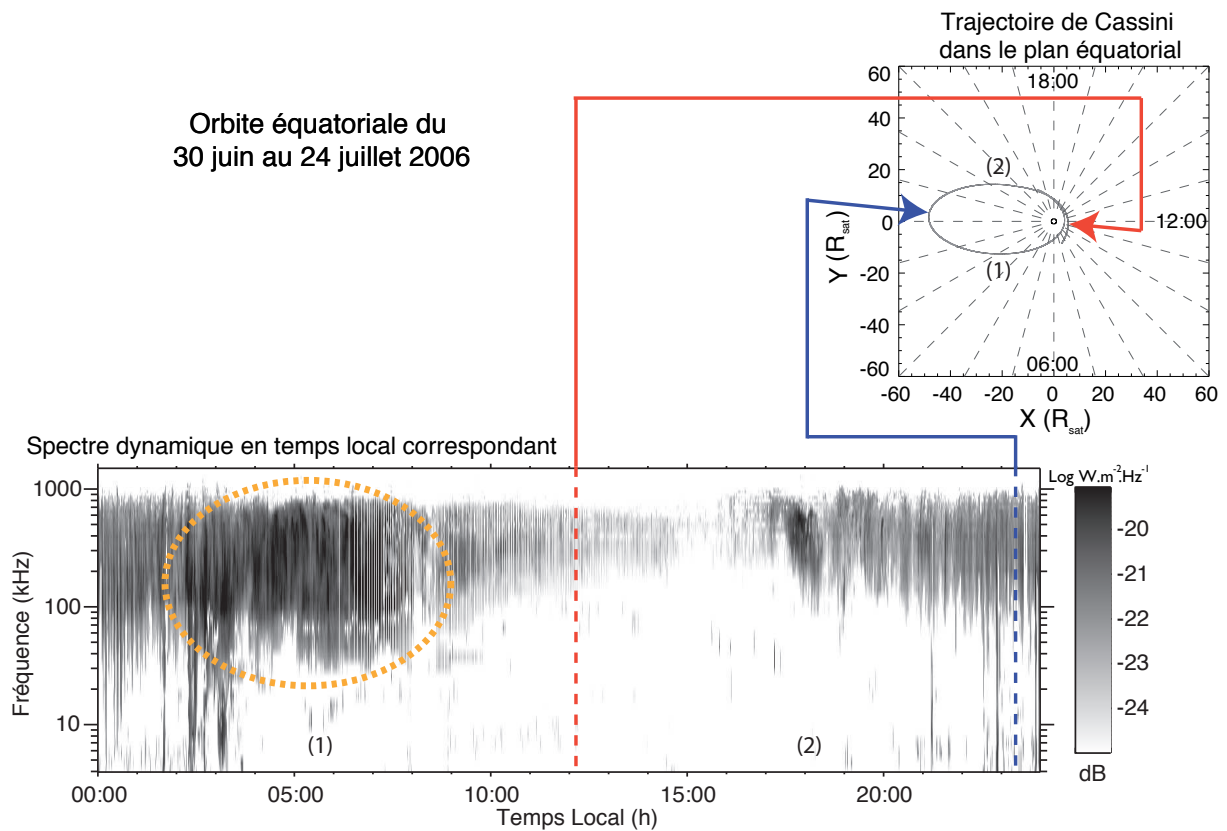 Trajectoire de Cassini
dans le plan équatorial
Orbite équatoriale du
30 juin au 24 juillet 2006
60
40
20
0
-20
-40
-60
Y (R_sat)
18:00
12:00
06:00
(2)
(1)
-60 -40 -20 0 20 40 60
X (R_sat)
Spectre dynamique en temps local correspondant
1000
100
10
Fréquence (kHz)
(1)
(2)
00:00 05:00 10:00 15:00 20:00
Temps Local (h)
Log W.m⁻².Hz⁻¹
-20
-21
-22
-23
-24
dB